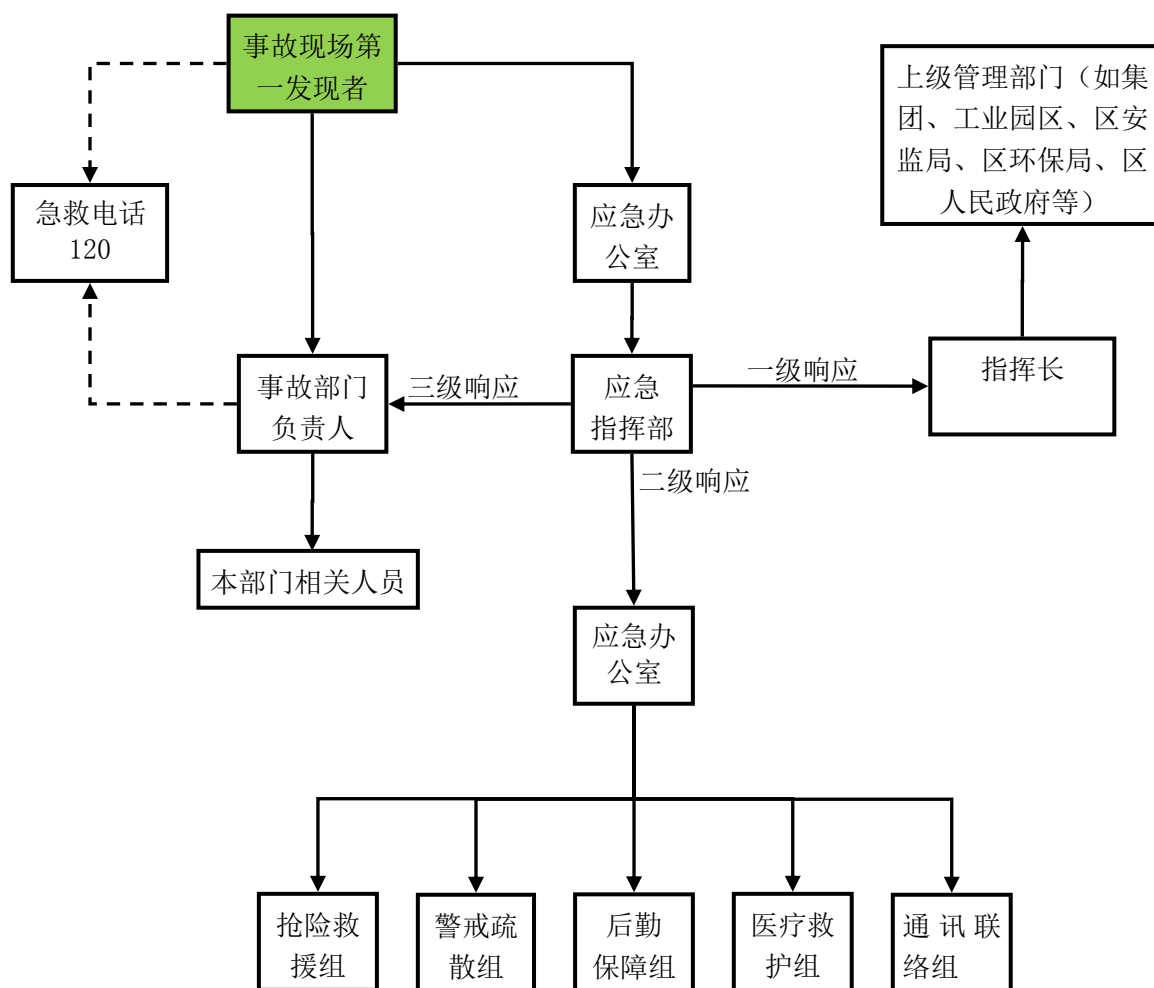 事故现场第
一发现者
上级管理部门（如集
团、工业园区、区安
监局、区环保局、区
人民政府等）
急救电话
120
应急办
公室
事故部门
负责人
三级响应
应急
指挥部
一级响应
指挥长
二级响应
本部门相关人员
应急办
公室
抢险救
援组
警戒疏
散组
后勤
保障组
医疗救
护组
通讯联
络组